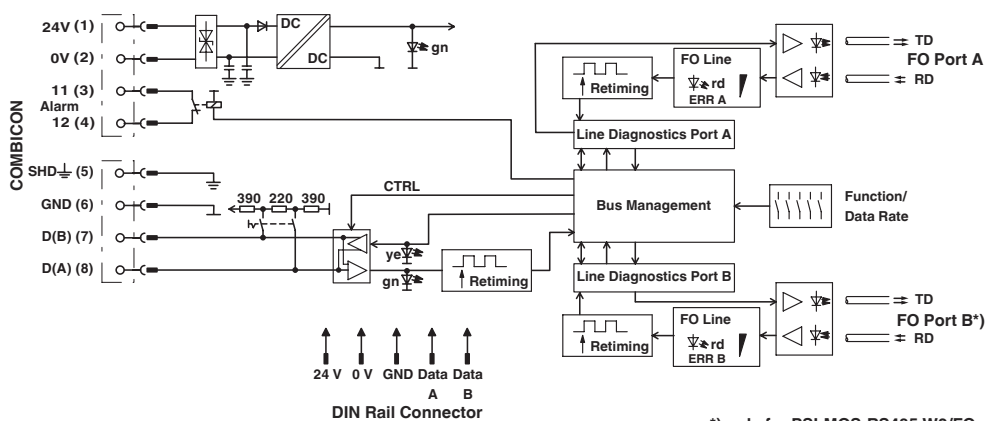 24V (1)
0V (2)
11 (3)
Alarm
12 (4)
COMBICON
SHD (5)
GND (6)
D(B) (7)
D(A) (8)
DC
DC
gn
390 220 390
CTRL
ye
gn
Retiming
Retiming
FO Line
rd
ERR A
TD
FO Port A
RD
Line Diagnostics Port A
Bus Management
Function/
Data Rate
Line Diagnostics Port B
Retiming
FO Line
rd
ERR B
TD
FO Port B*)
RD
24 V 0 V GND Data Data
A B
DIN Rail Connector